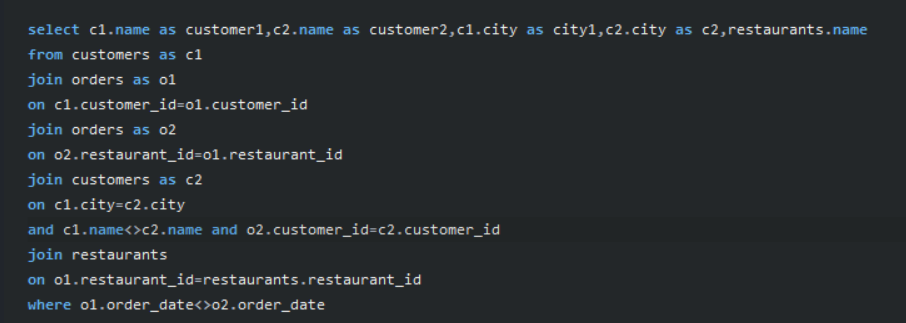 select c1.name as customer1,c2.name as customer2,c1.city as city1,c2.city as c2,restaurants.name
from customers as c1
join orders as o1
on c1.customer_id=o1.customer_id
join orders as o2
on o2.restaurant_id=o1.restaurant_id
join customers as c2
on c1.city=c2.city
and c1.name<>c2.name and o2.customer_id=c2.customer_id
join restaurants
on o1.restaurant_id=restaurants.restaurant_id
where o1.order_date<>o2.order_date